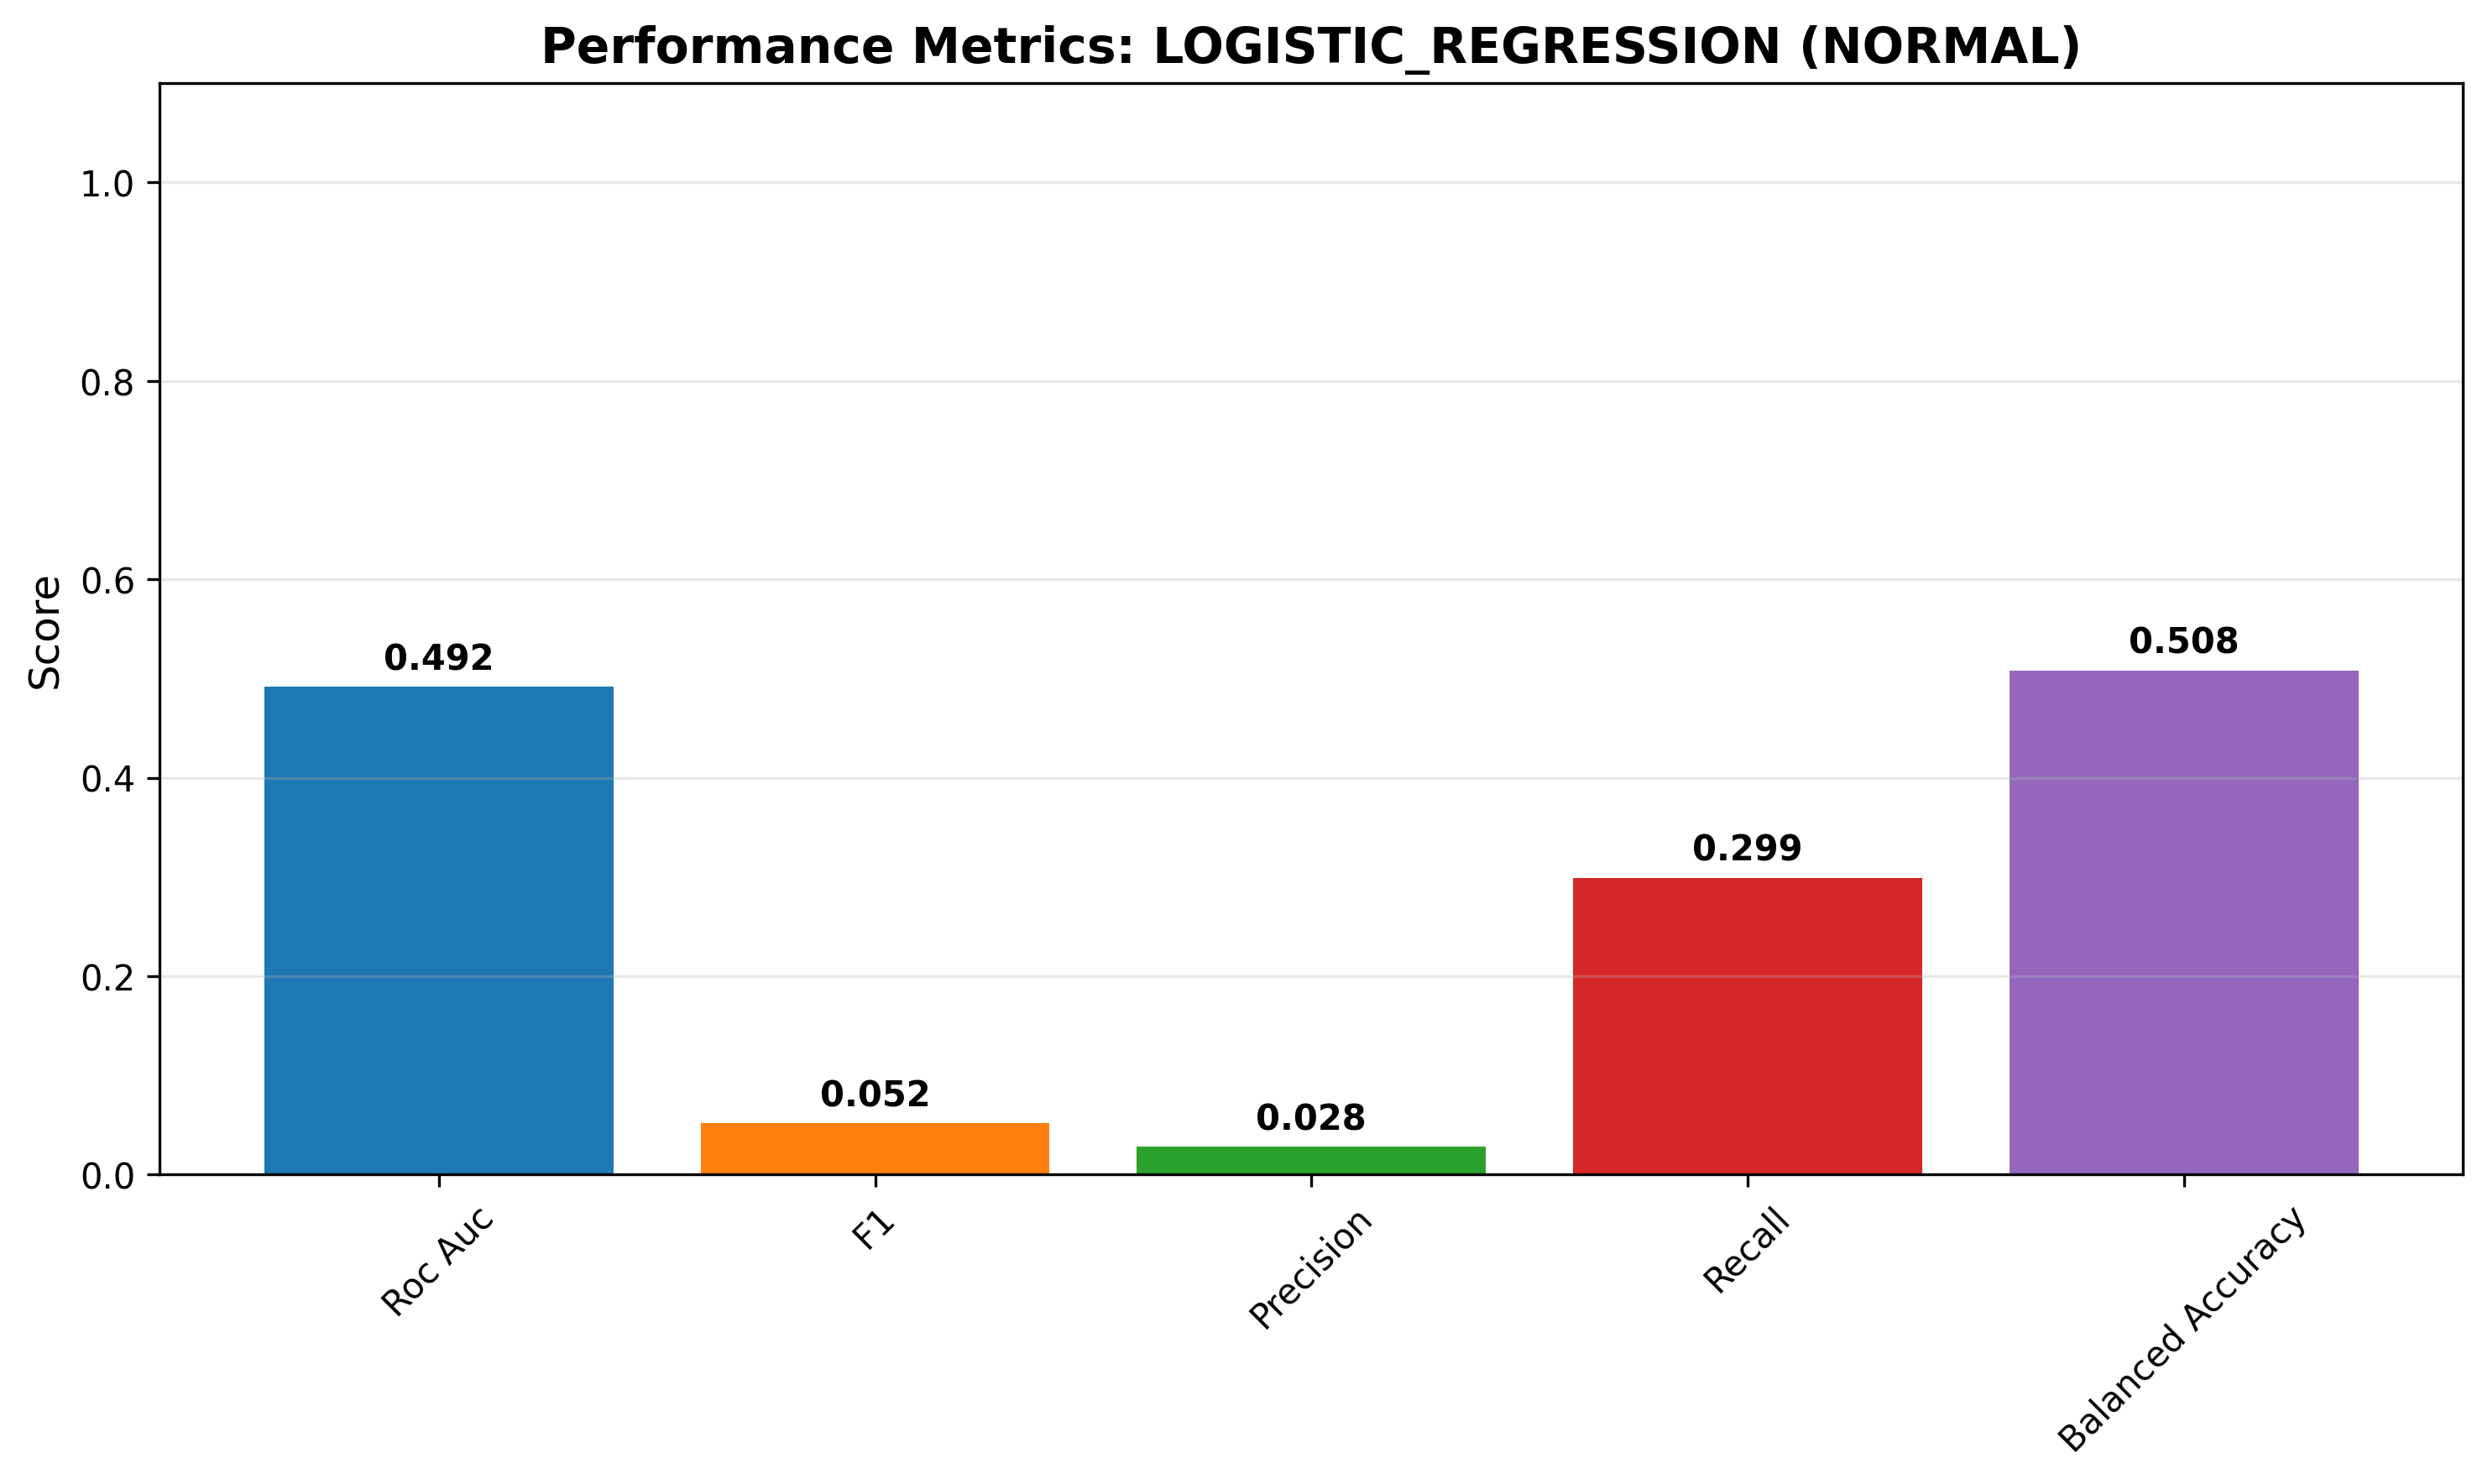 Performance Metrics: LOGISTIC_REGRESSION (NORMAL)
Score
1.0
0.8
0.6
0.4
0.2
0.0
0.492
0.052
0.028
0.299
0.508
Roc Auc
F1
Precision
Recall
Balanced Accuracy